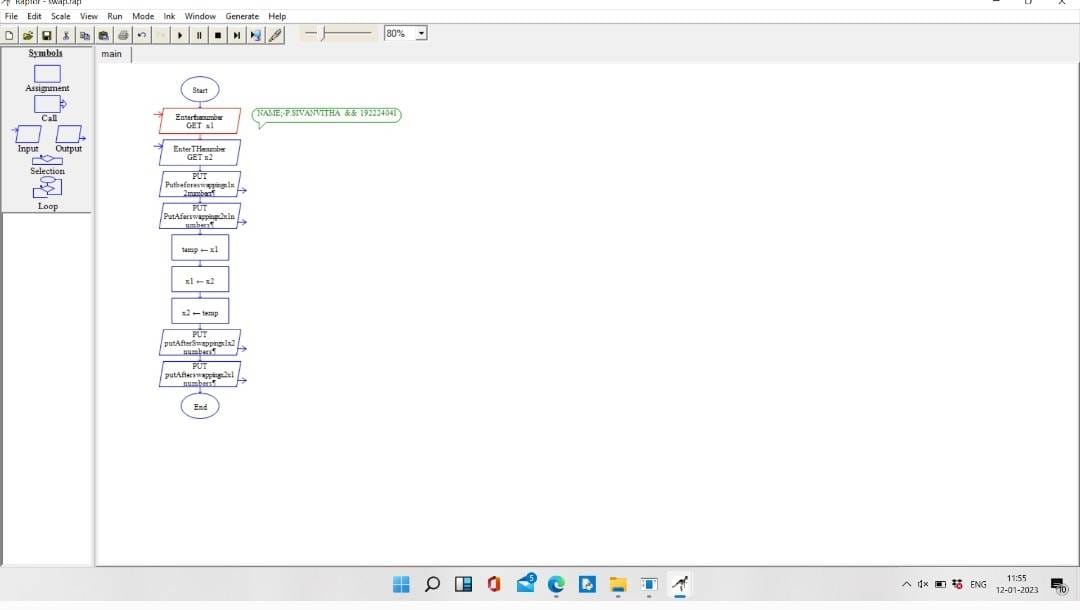 Raptor - swap.rap
File Edit Scale View Run Mode Ink Window Generate Help
80%
Symbols
main
Assignment
Call
Input Output
Selection
Loop
Start
GET x1
NAME;-P.SIVANVITHA && 192224041
EnterTHenumber
GET x2
PUT
Putbeforeswappingx1x
2numbers¶
PUT
PutAferswappingx2x1n
umbers¶
temp ← x1
x1 ← x2
x2 ← temp
PUT
putAfterSwappingx1x2
numbers¶
PUT
putAfterswappingx2x1
numbers¶
End
5
ENG
11:55
12-01-2023
10